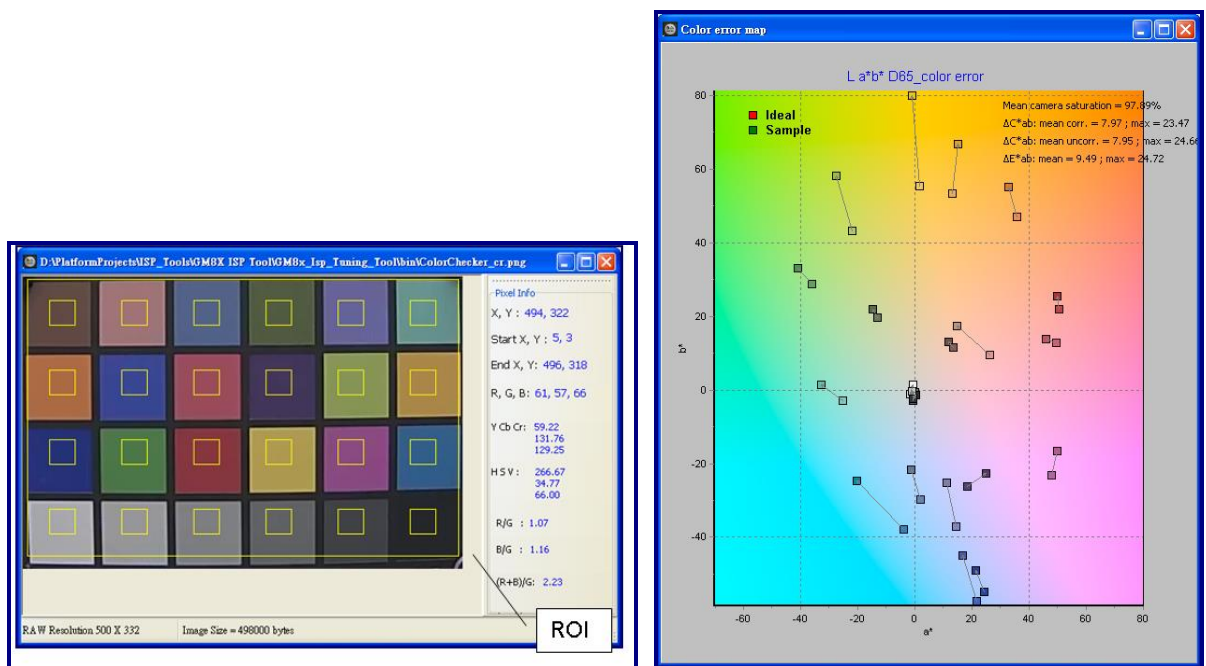 D:\PlatformProjects\ISP_Tools\GM8X ISP Tool\GM8x_Isp_Tuning_Tool\bin\ColorChecker_cr.png
Pixel Info
X, Y : 494, 322
Start X, Y : 5, 3
End X, Y: 496, 318
R, G, B: 61, 57, 66
Y Cb Cr: 59.22
131.76
129.25
H S V : 266.67
34.77
66.00
R/G : 1.07
B/G : 1.16
(R+B)/G: 2.23
RAW Resolution 500 X 332 Image Size = 498000 bytes
ROI
Color error map
L a*b* D65_color error
Ideal
Sample
Mean camera saturation = 97.89%
ΔC*ab: mean corr. = 7.97 ; max = 23.47
ΔC*ab: mean uncorr. = 7.95 ; max = 24.66
ΔE*ab: mean = 9.49 ; max = 24.72
80
60
40
20
0
-20
-40
b*
-60 -40 -20 0 20 40 60 80
a*